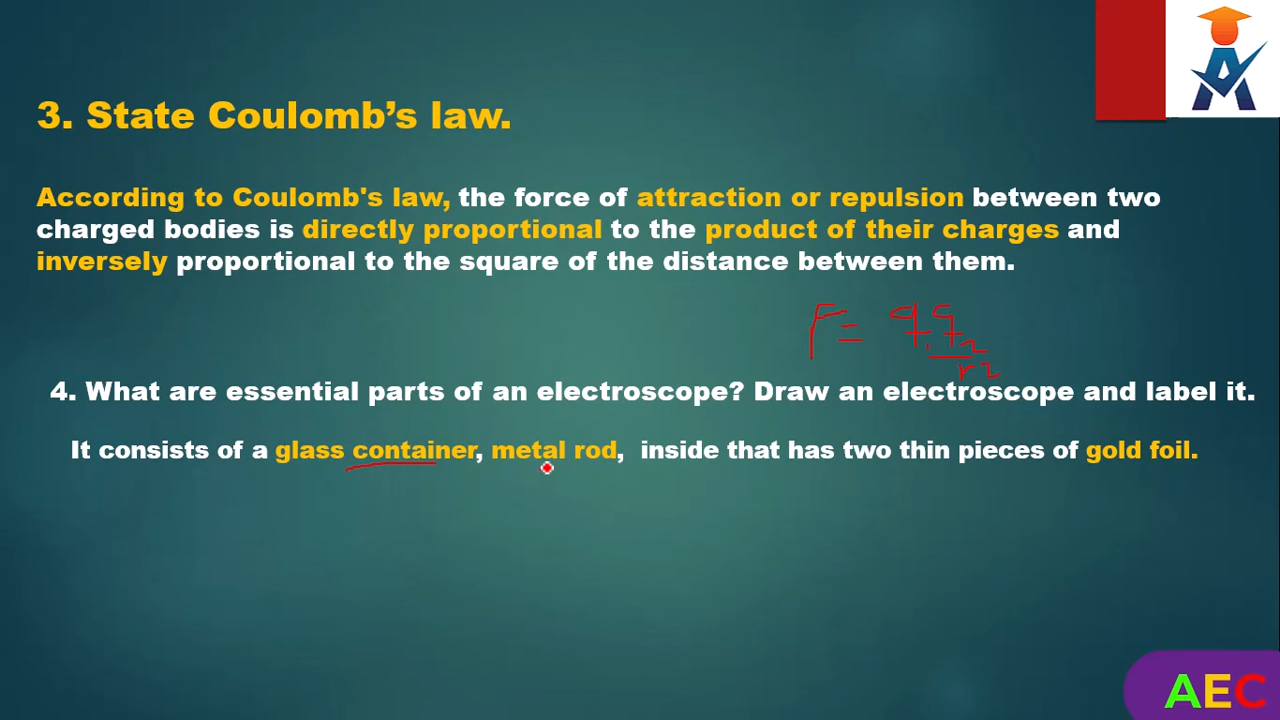 3. State Coulomb’s law.
According to Coulomb's law, the force of attraction or repulsion between two
charged bodies is directly proportional to the product of their charges and
inversely proportional to the square of the distance between them.
F= q1q2
r2
4. What are essential parts of an electroscope? Draw an electroscope and label it.
It consists of a glass container, metal rod, inside that has two thin pieces of gold foil.
AEC